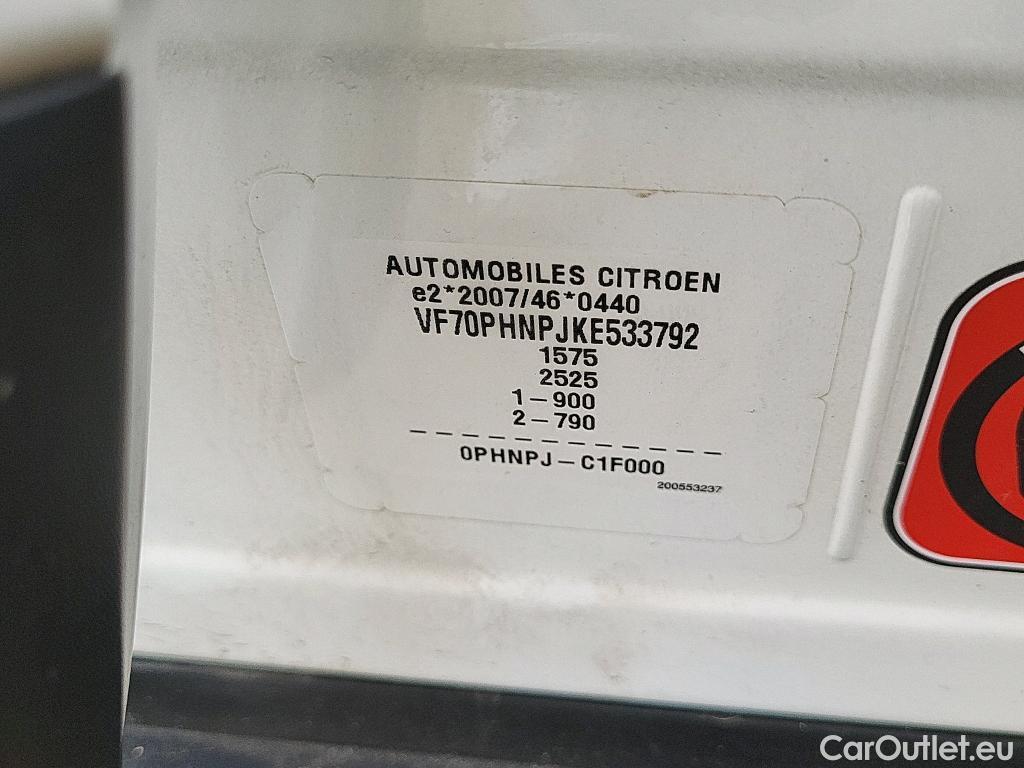 AUTOMOBILES CITROEN
e2*2007/46*0440
VF70PHNPJKE533792
1575
2525
1-900
2-790
0PHNPJ-C1F000
200553237
CarOutlet.eu